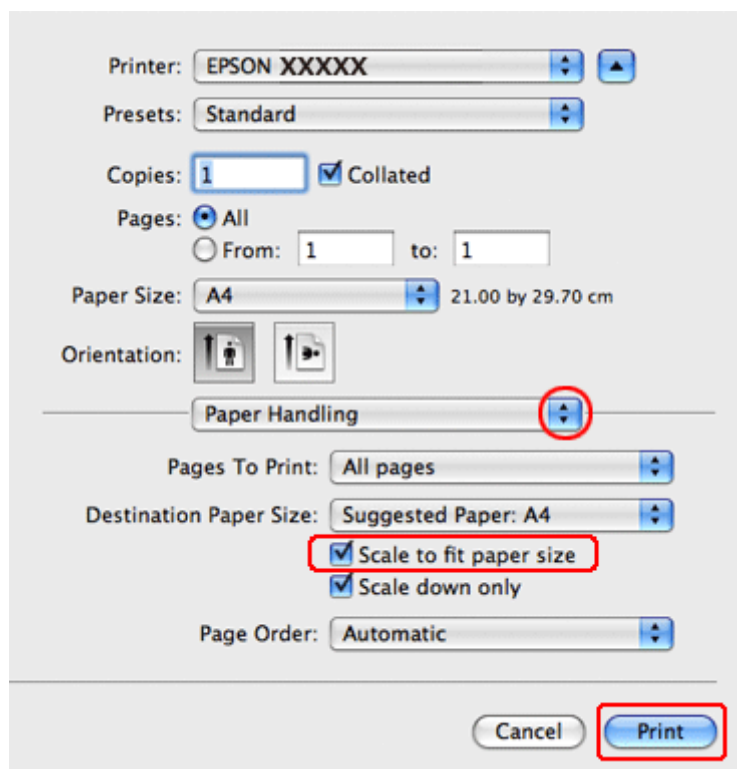 Printer: EPSON XXXXX
Presets: Standard
Copies: 1 Collated
Pages: All
From: 1 to: 1
Paper Size: A4 21.00 by 29.70 cm
Orientation:
Paper Handling
Pages To Print: All pages
Destination Paper Size: Suggested Paper: A4
Scale to fit paper size
Scale down only
Page Order: Automatic
Cancel Print